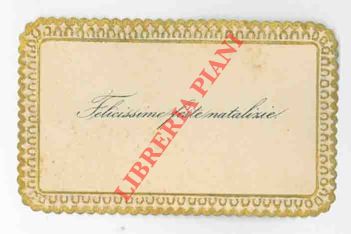 Felicissime feste natalizie.
LIBRERIA PIANI